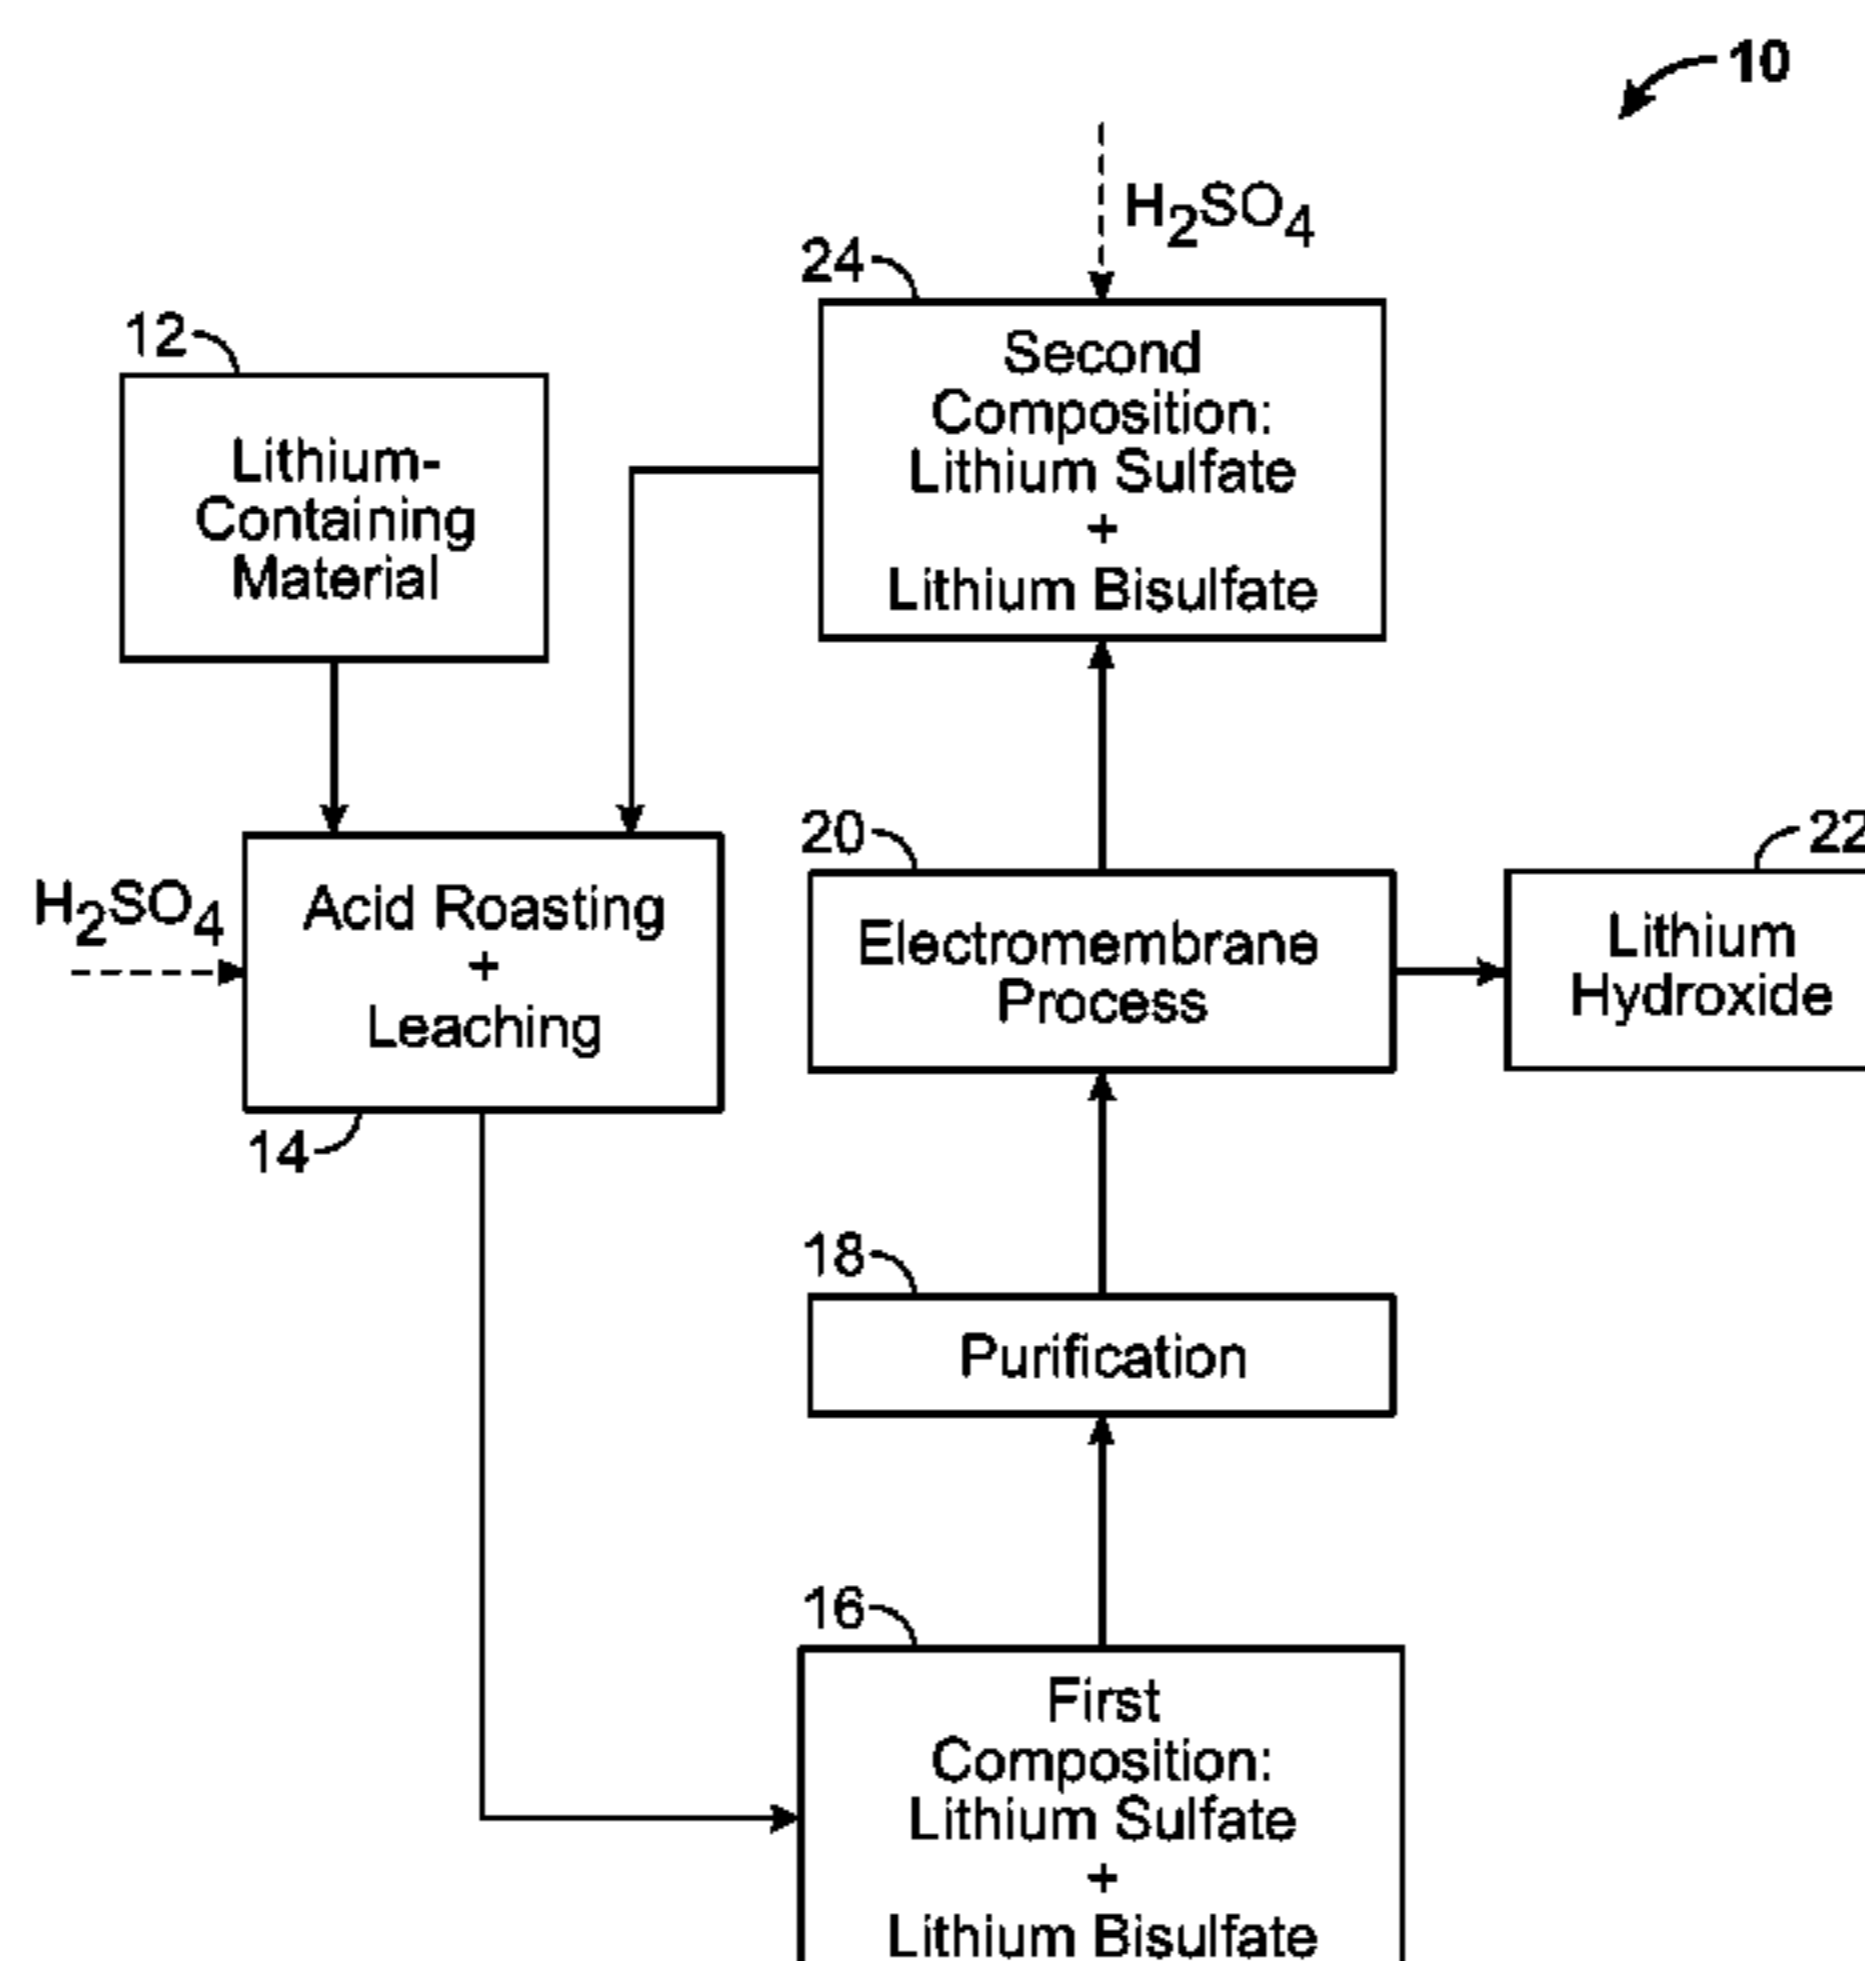 10
H2SO4
24
Second
Composition:
Lithium Sulfate
+
Lithium Bisulfate
12
Lithium-
Containing
Material
20
22
H2SO4
Acid Roasting
+
Leaching
14
Electromembrane
Process
Lithium
Hydroxide
18
Purification
16
First
Composition:
Lithium Sulfate
+
Lithium Bisulfate